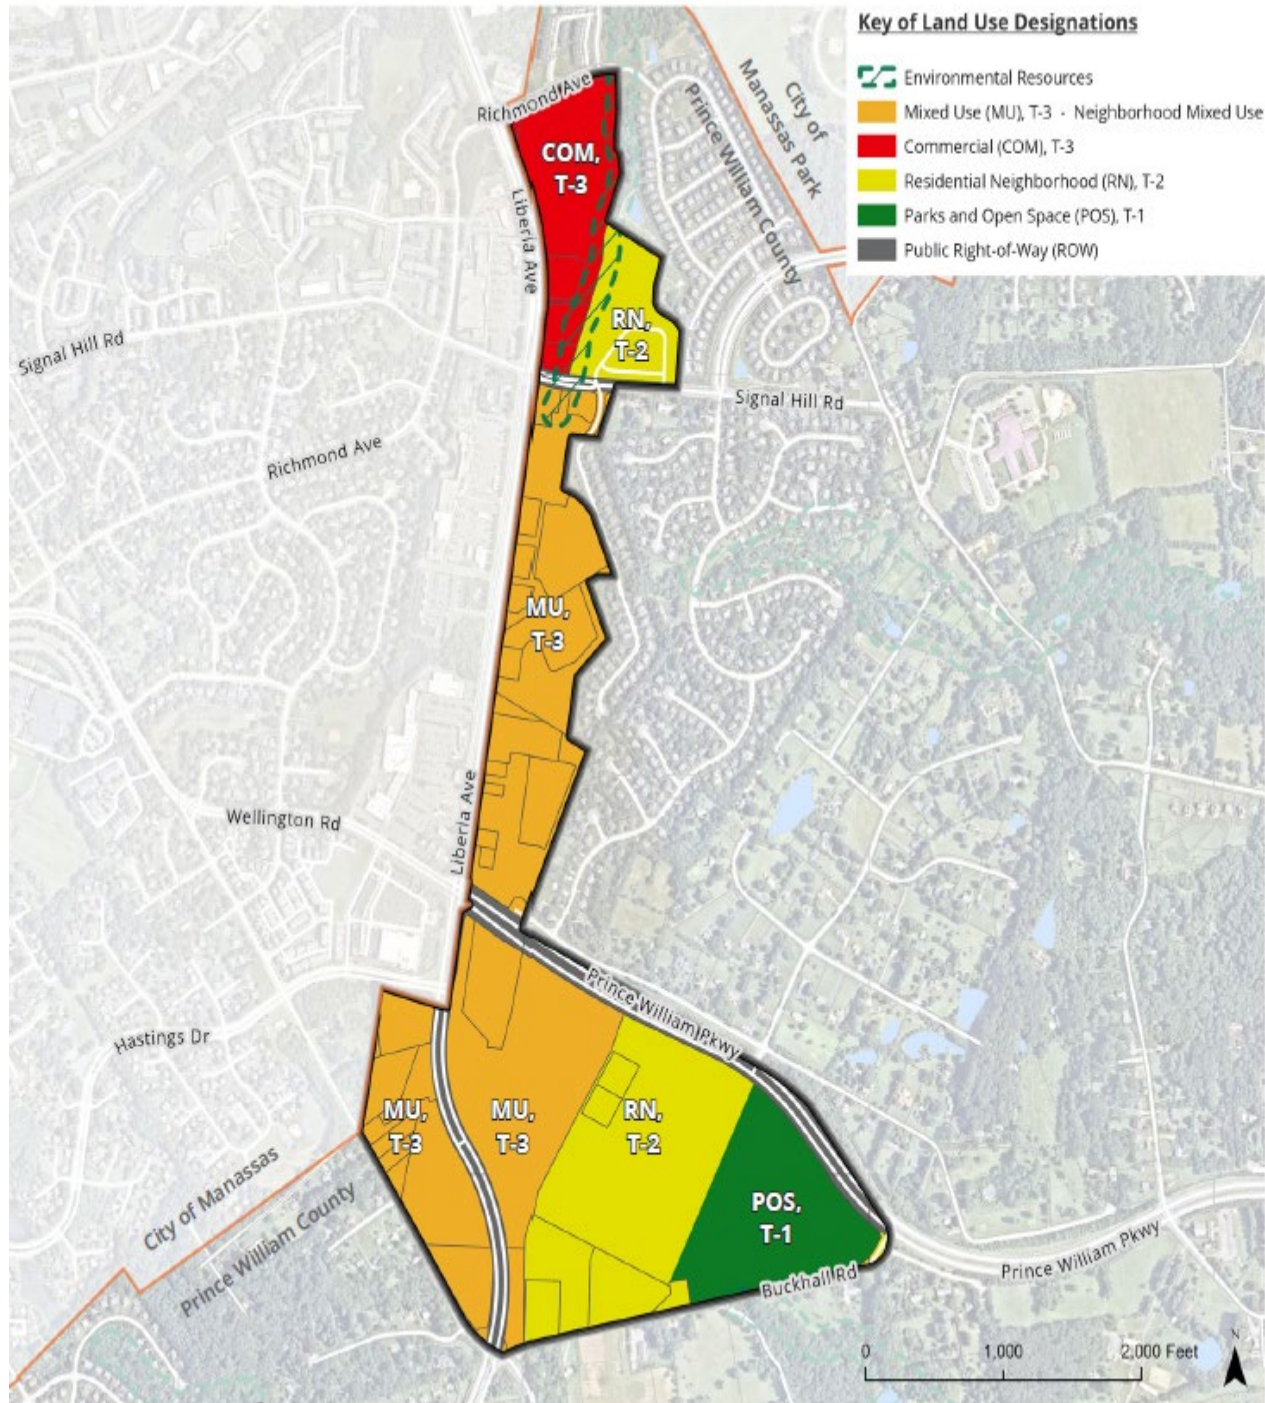 Key of Land Use Designations
Environmental Resources
Mixed Use (MU), T-3 - Neighborhood Mixed Use
Commercial (COM), T-3
Residential Neighborhood (RN), T-2
Parks and Open Space (POS), T-1
Public Right-of-Way (ROW)
Richmond Ave
City of
Manassas Park
Prince William County
COM,
T-3
Liberia Ave
RN,
T-2
Signal Hill Rd
Signal Hill Rd
Richmond Ave
MU,
T-3
Liberia Ave
Wellington Rd
Prince William Pkwy
Hastings Dr
MU,
T-3
MU,
T-3
RN,
T-2
City of Manassas
Prince William County
POS,
T-1
Buckhall Rd
Prince William Pkwy
0 1,000 2,000 Feet
N